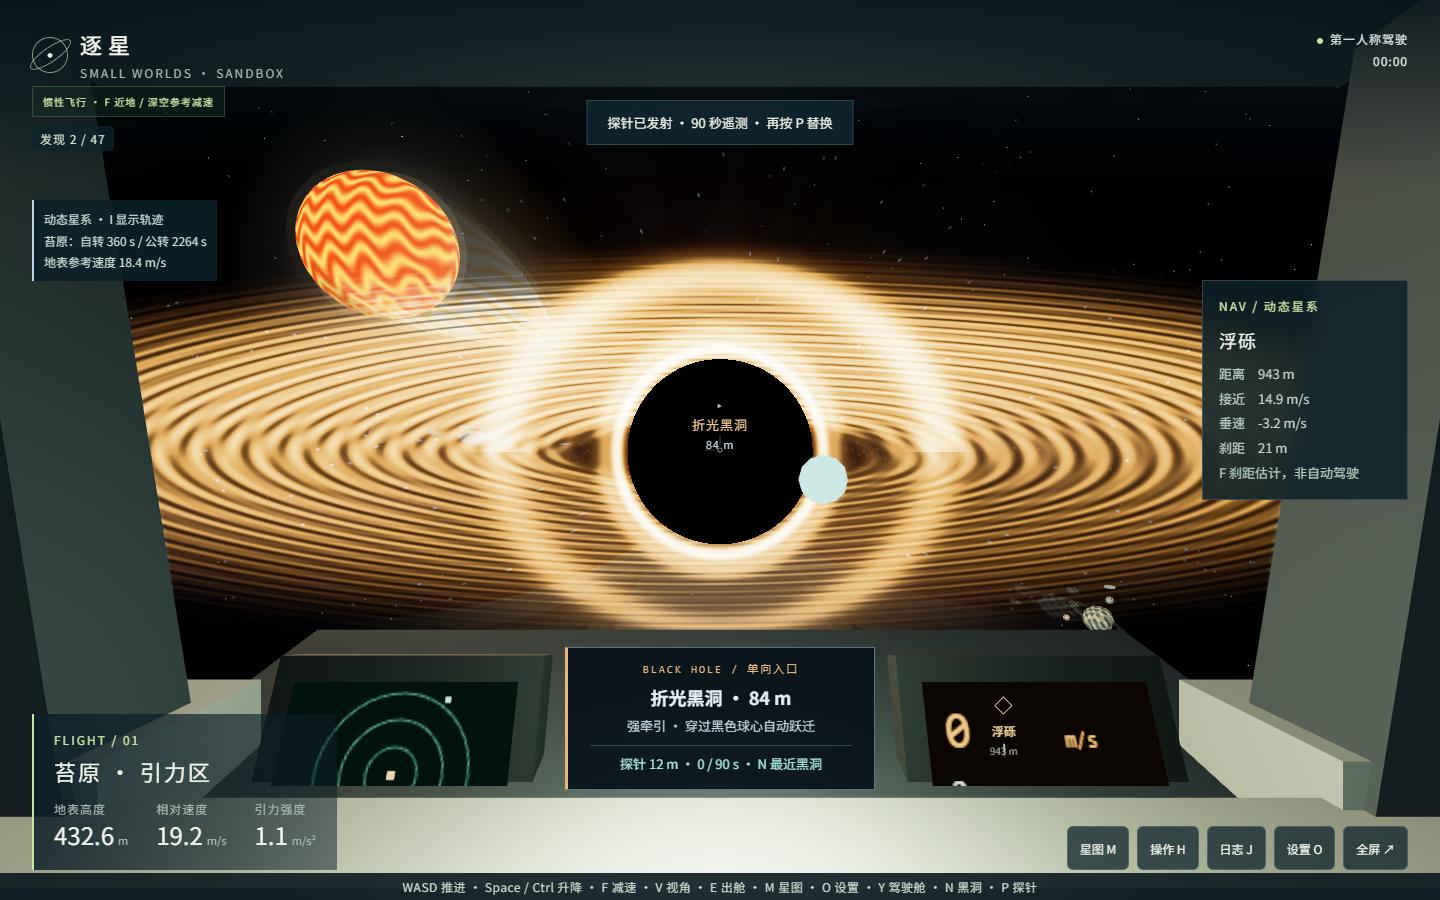 逐星
SMALL WORLDS • SANDBOX
惯性飞行 • F 近地 / 深空参考减速
发现 2 / 47
动态星系 • I 显示轨迹
苔原：自转 360 s / 公转 2264 s
地表参考速度 18.4 m/s
探针已发射 • 90 秒遥测 • 再按 P 替换
第一人称驾驶
00:00
NAV / 动态星系
浮砾
距离 943 m
接近 14.9 m/s
垂速 -3.2 m/s
刹距 21 m
F 刹距估计，非自动驾驶
折光黑洞
84 m
BLACK HOLE / 单向入口
折光黑洞 • 84 m
强牵引 • 穿过黑色球心自动跃迁
探针 12 m • 0 / 90 s • N 最近黑洞
0
m/s
浮砾
943 m
FLIGHT / 01
苔原 • 引力区
地表高度 相对速度 引力强度
432.6 m 19.2 m/s 1.1 m/s²
星图 M 操作 H 日志 J 设置 O 全屏 ↗
WASD 推进 • Space / Ctrl 升降 • F 减速 • V 视角 • E 出舱 • M 星图 • O 设置 • Y 驾驶舱 • N 黑洞 • P 探针